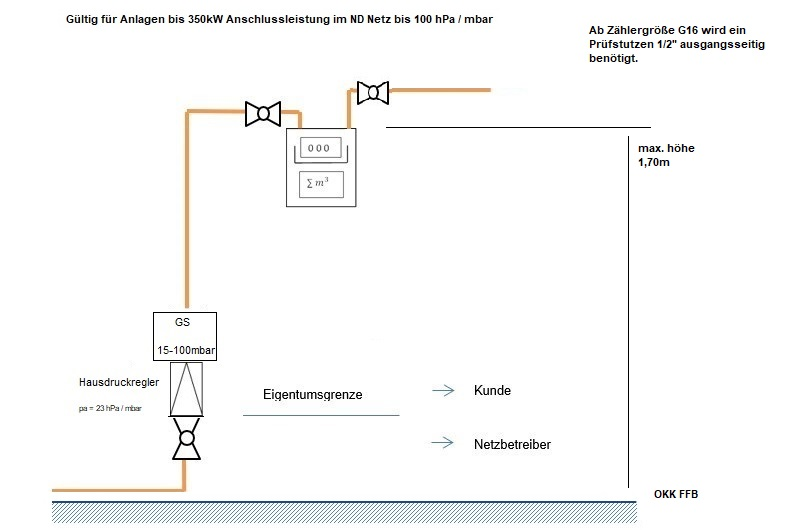 Gültig für Anlagen bis 350kW Anschlussleistung im ND Netz bis 100 hPa / mbar
Ab Zählergröße G16 wird ein
Prüfstutzen 1/2" ausgangsseitig
benötigt.
max. höhe
1,70m
000
∑ m³
GS
15-100mbar
Hausdruckregler
pa = 23 hPa / mbar
Eigentumsgrenze
Kunde
Netzbetreiber
OKK FFB